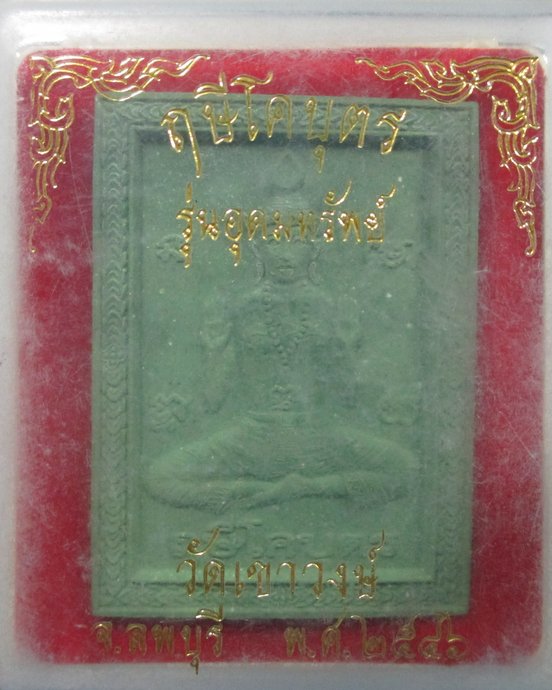 ฤๅษีโคบุตร
รุ่นอุดมทรัพย์
วัดเขาวงษ์
จ.ลพบุรี พ.ศ.๒๕๔๖